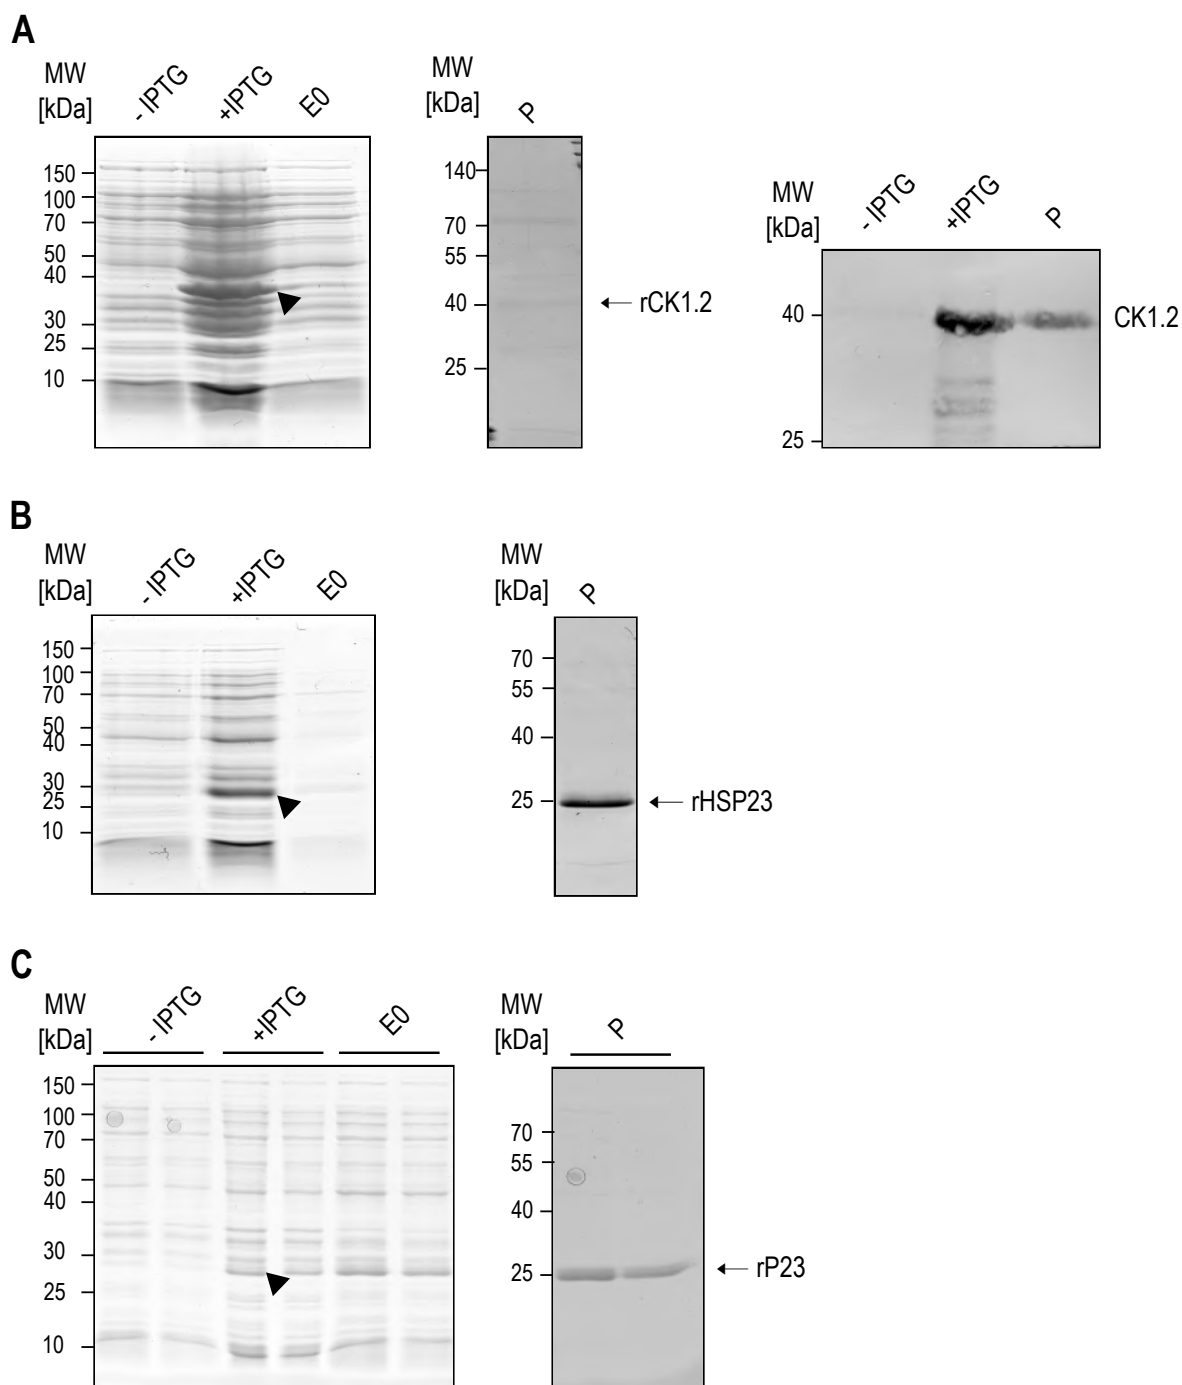 A
MW
[kDa]
- IPTG
+IPTG
E0
150
100
70
50
40
30
25
10
MW
[kDa]
P
140
70
55
40
25
rCK1.2
MW
[kDa]
- IPTG
+IPTG
P
40
25
CK1.2
B
MW
[kDa]
- IPTG
+IPTG
E0
150
100
70
50
40
30
25
10
MW
[kDa]
P
70
55
40
25
rHSP23
C
MW
[kDa]
- IPTG
+IPTG
E0
150
100
70
50
40
30
25
10
MW
[kDa]
P
70
55
40
25
rP23